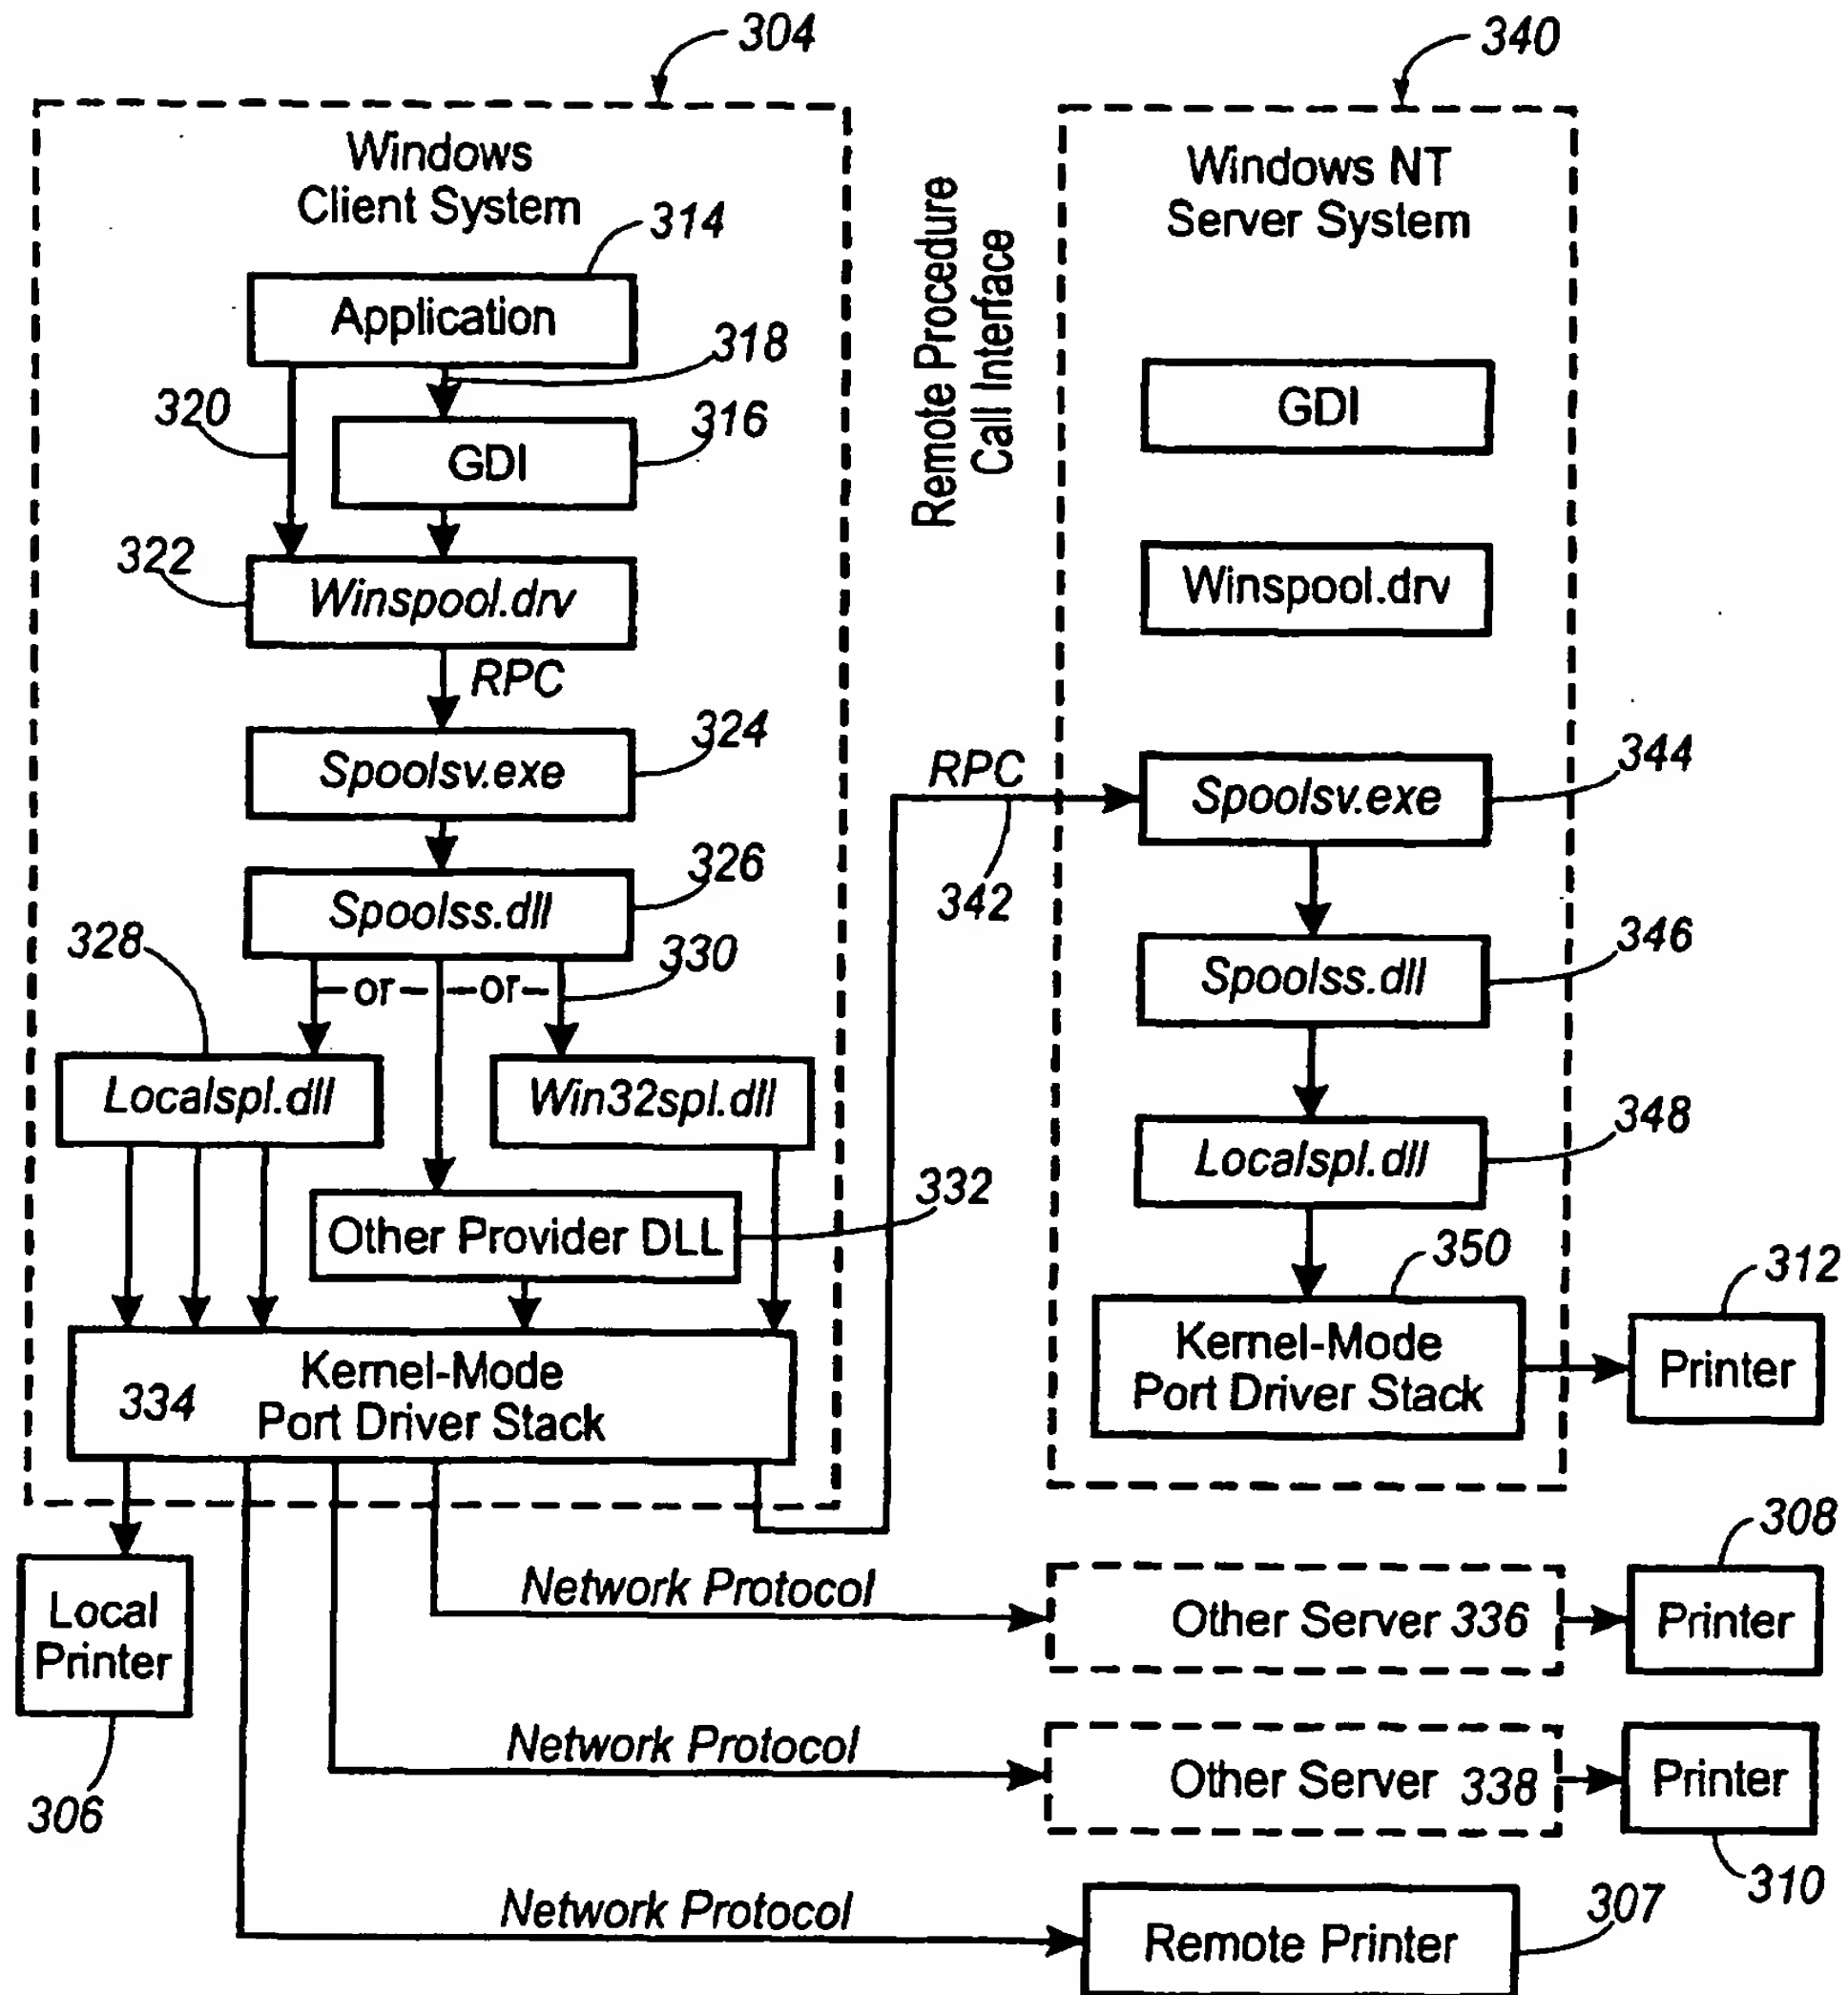 304
340
Windows
Client System
314
Application
318
320
316
GDI
322
Winspool.drv
RPC
324
Spoolsv.exe
326
Spoolss.dll
328
330
-or-
-or-
Localspl.dll
Win32spl.dll
332
Other Provider DLL
334
Kernel-Mode
Port Driver Stack
Local
Printer
306
Remote Procedure
Call Interface
Windows NT
Server System
GDI
Winspool.drv
RPC
342
344
Spoolsv.exe
346
Spoolss.dll
348
Localspl.dll
350
Kernel-Mode
Port Driver Stack
312
Printer
308
Network Protocol
Other Server 336
Printer
Network Protocol
Other Server 338
Printer
310
Network Protocol
307
Remote Printer